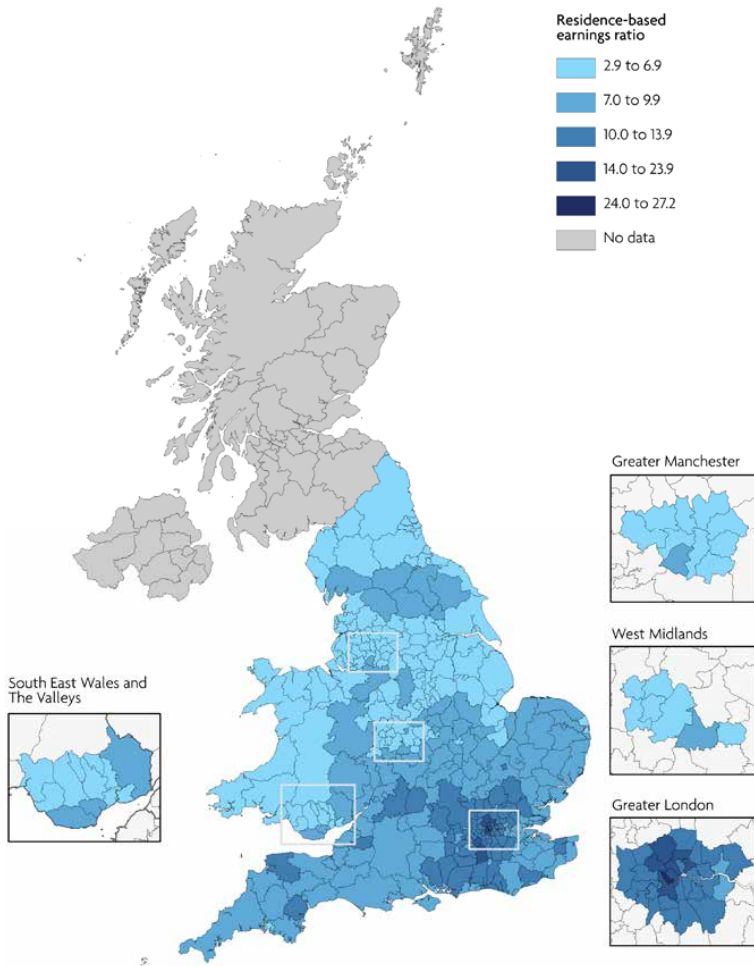 Residence-based
earnings ratio
2.9 to 6.9
7.0 to 9.9
10.0 to 13.9
14.0 to 23.9
24.0 to 27.2
No data
Greater Manchester
West Midlands
South East Wales and
The Valleys
Greater London